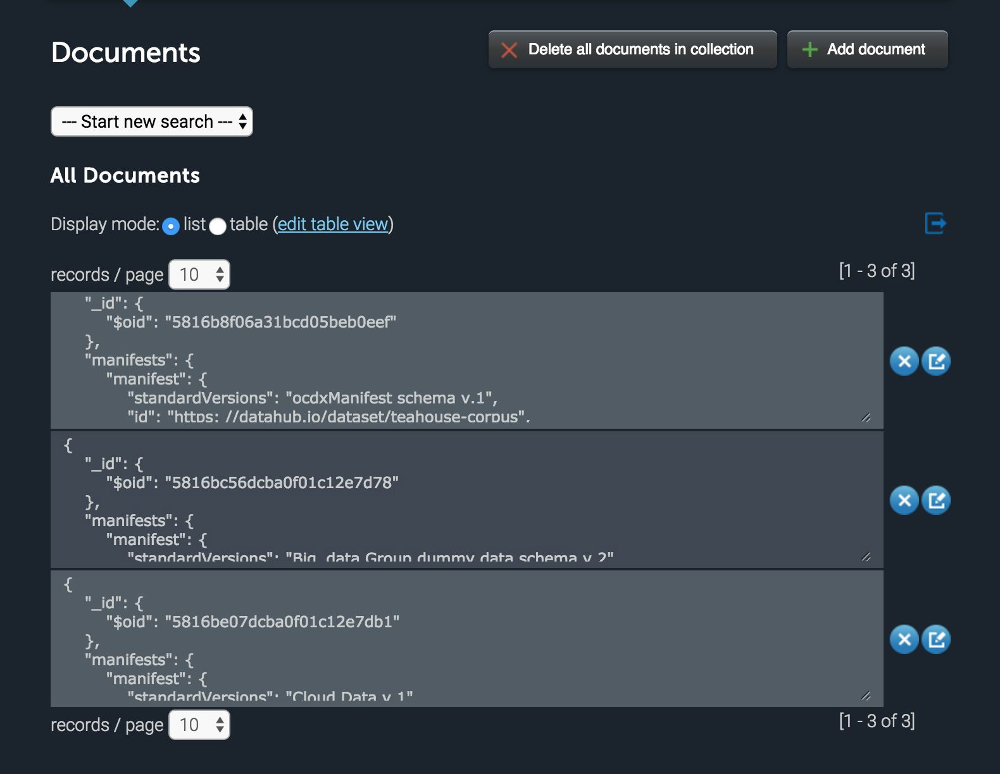 Documents
Delete all documents in collection
Add document
--- Start new search ---
All Documents
Display mode: list table (edit table view)
records / page 10
[1 - 3 of 3]
"_id": {
"$oid": "5816b8f06a31bcd05beb0eef"
},
"manifests": {
"manifest": {
"standardVersions": "ocdxManifest schema v.1",
"id": "https: //datahub.io/dataset/teahouse-corpus",
{
"_id": {
"$oid": "5816bc56dcba0f01c12e7d78"
},
"manifests": {
"manifest": {
"standardVersions": "Big data Group dummy data schema v 2"
{
"_id": {
"$oid": "5816be07dcba0f01c12e7db1"
},
"manifests": {
"manifest": {
"standardVersions": "Cloud Data v 1"
records / page 10
[1 - 3 of 3]